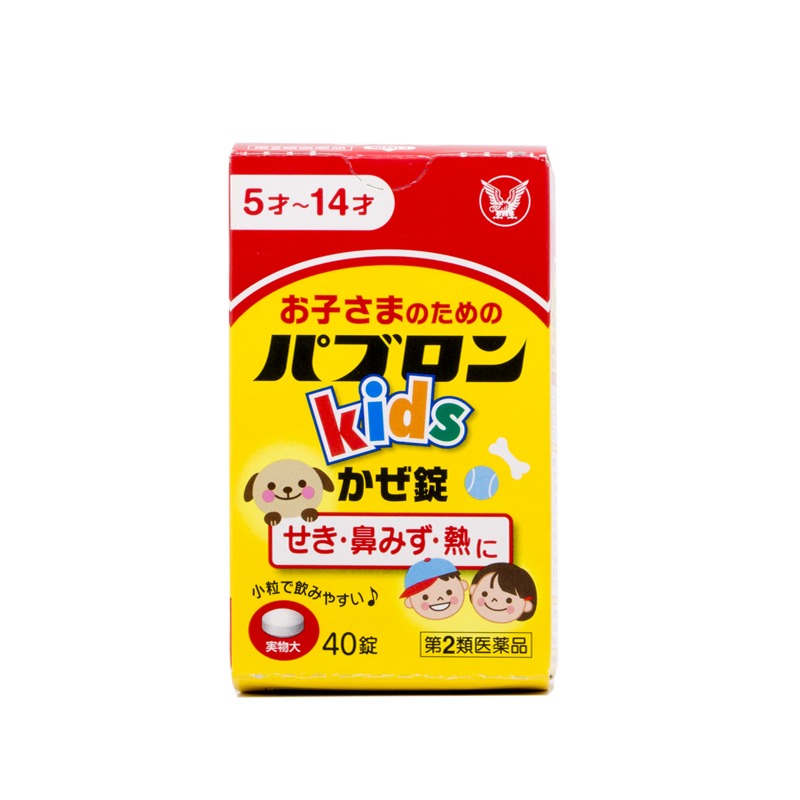 5才～14才
お子さまのための
パブロン
kids
かぜ錠
せき・鼻みず・熱に
小粒で飲みやすい♪
実物大
40錠
第2類医薬品